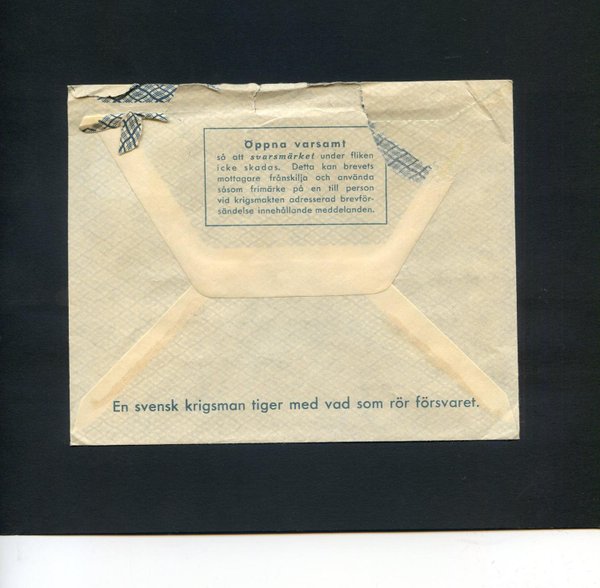 Öppna varsamt
så att svarsmärket under fliken
icke skadas. Detta kan brevets
mottagare frånskilja och använda
såsom frimärke på en till person
vid krigsmakten adresserad brevför-
sändelse innehållande meddelanden.
En svensk krigsman tiger med vad som rör försvaret.